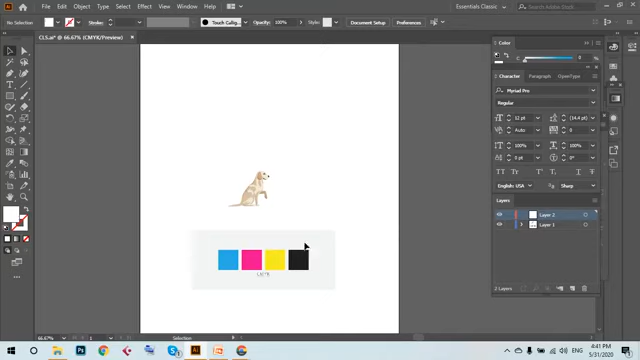 File Edit Object Type Select Effect View Window Help
Essentials Classic
Search Adobe Stock
No Selection
Stroke:
Touch Callig...
Opacity: 100%
Style:
Document Setup
Preferences
CLS.ai* @ 66.67% (CMYK/Preview)
Color
Character Paragraph OpenType
Myriad Pro
Regular
12 pt
(14.4 pt)
Auto
0
100%
100%
0 pt
0°
English: USA
Sharp
Layers
Layer 2
Layer 1
2 Layers
CMYK
66.67%
1
Selection
4:41 PM
5/31/2020